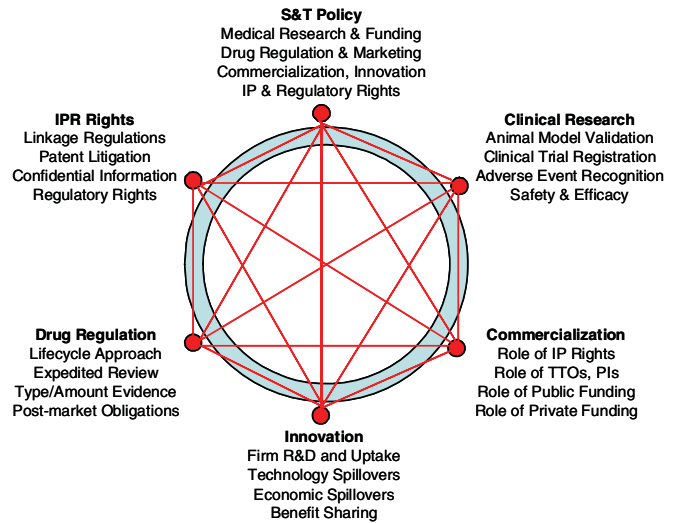 S&T Policy
Medical Research & Funding
Drug Regulation & Marketing
Commercialization, Innovation
IP & Regulatory Rights
IPR Rights
Linkage Regulations
Patent Litigation
Confidential Information
Regulatory Rights
Clinical Research
Animal Model Validation
Clinical Trial Registration
Adverse Event Recognition
Safety & Efficacy
Drug Regulation
Lifecycle Approach
Expedited Review
Type/Amount Evidence
Post-market Obligations
Commercialization
Role of IP Rights
Role of TTOs, PIs
Role of Public Funding
Role of Private Funding
Innovation
Firm R&D and Uptake
Technology Spillovers
Economic Spillovers
Benefit Sharing